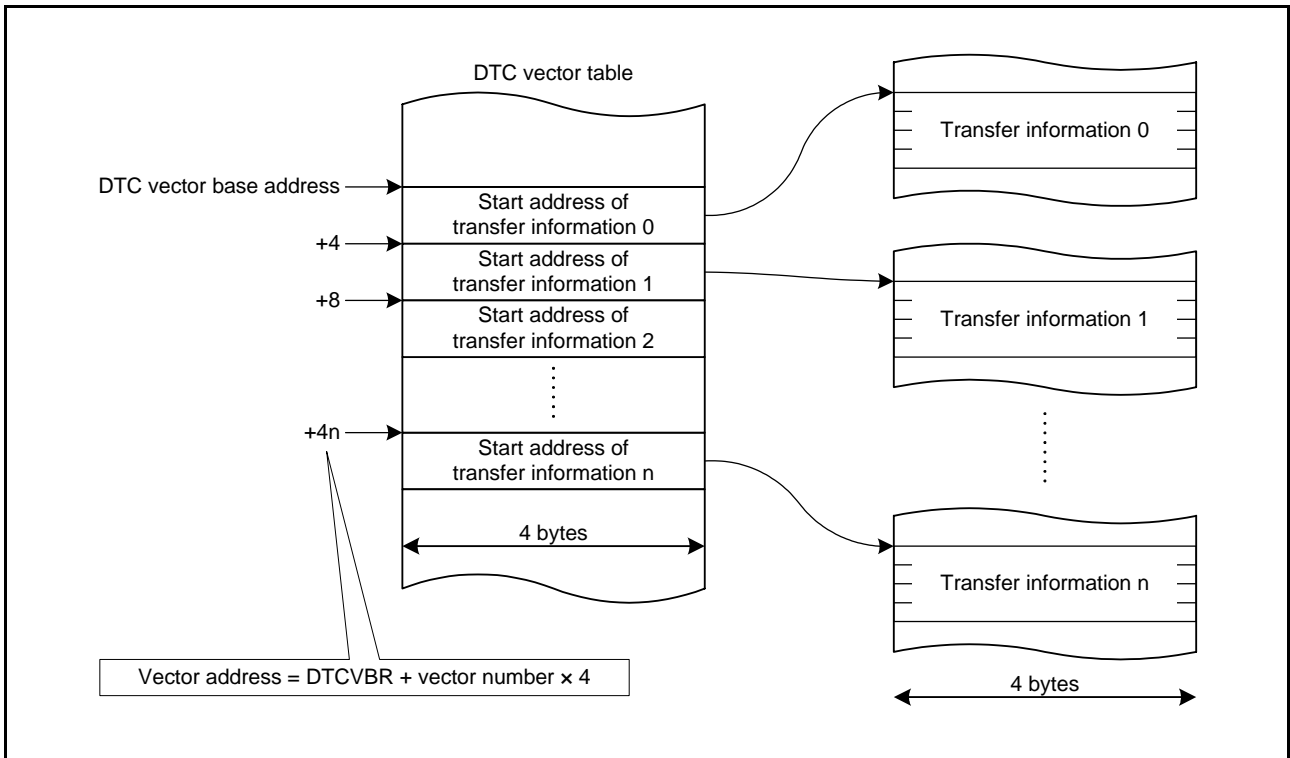 DTC vector table
DTC vector base address
Start address of
transfer information 0
+4
Start address of
transfer information 1
+8
Start address of
transfer information 2
+4n
Start address of
transfer information n
4 bytes
Vector address = DTCVBR + vector number × 4
Transfer information 0
Transfer information 1
Transfer information n
4 bytes